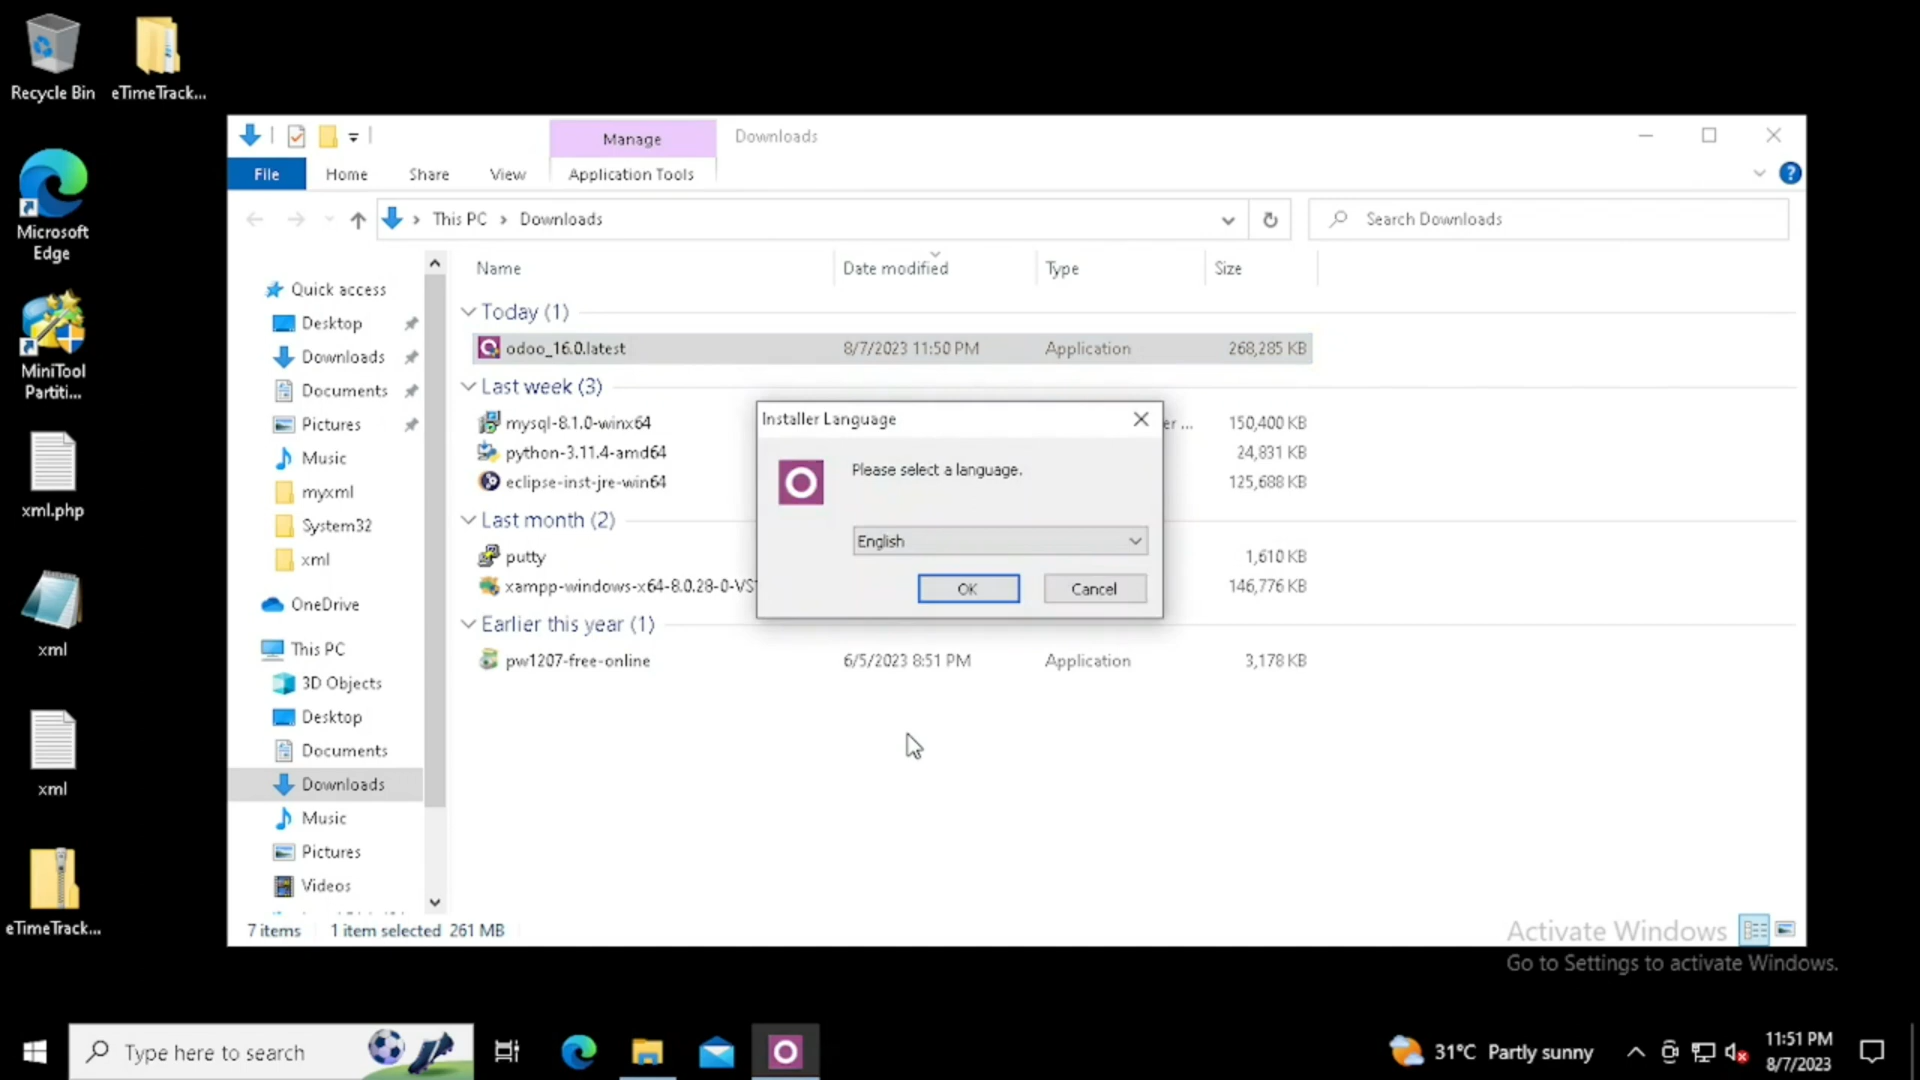 Recycle Bin
eTimeTrack...
Microsoft
Edge
MiniTool
Partiti...
xml.php
xml
xml
eTimeTrack...
Manage
Downloads
File
Home
Share
View
Application Tools
This PC
Downloads
Search Downloads
Name
Date modified
Type
Size
Quick access
Desktop
Downloads
Documents
Pictures
Music
myxml
System32
xml
OneDrive
This PC
3D Objects
Desktop
Documents
Downloads
Music
Pictures
Videos
Today (1)
odoo_16.0.latest 8/7/2023 11:50 PM Application 268,285 KB
Last week (3)
mysql-8.1.0-winx64 er ... 150,400 KB
python-3.11.4-amd64 24,831 KB
eclipse-inst-jre-win64 125,688 KB
Last month (2)
putty 1,610 KB
xampp-windows-x64-8.0.28-0-VS 146,776 KB
Earlier this year (1)
pw1207-free-online 6/5/2023 8:51 PM Application 3,178 KB
Installer Language
Please select a language.
English
OK
Cancel
7 items
1 item selected 261 MB
Activate Windows
Go to Settings to activate Windows.
Type here to search
31°C Partly sunny
11:51 PM
8/7/2023